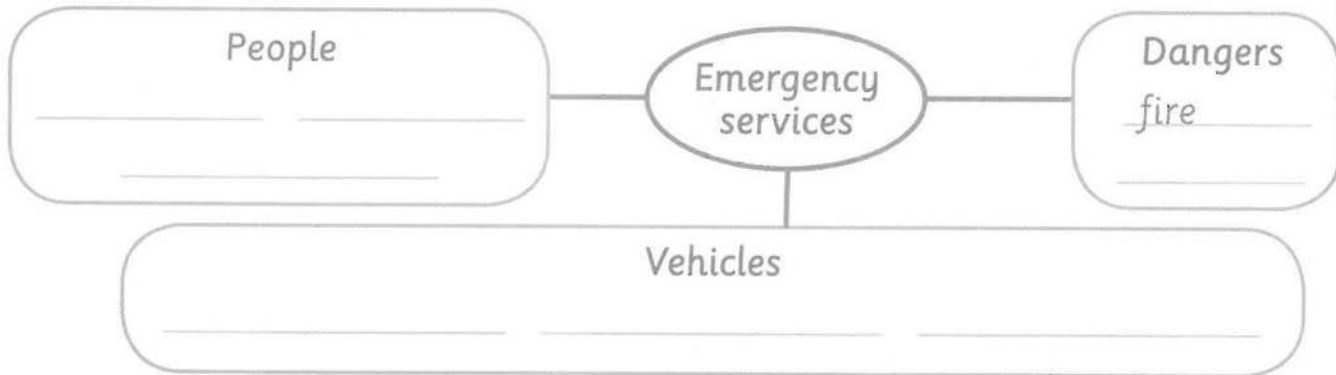 People
Emergency
services
Dangers
fire
Vehicles